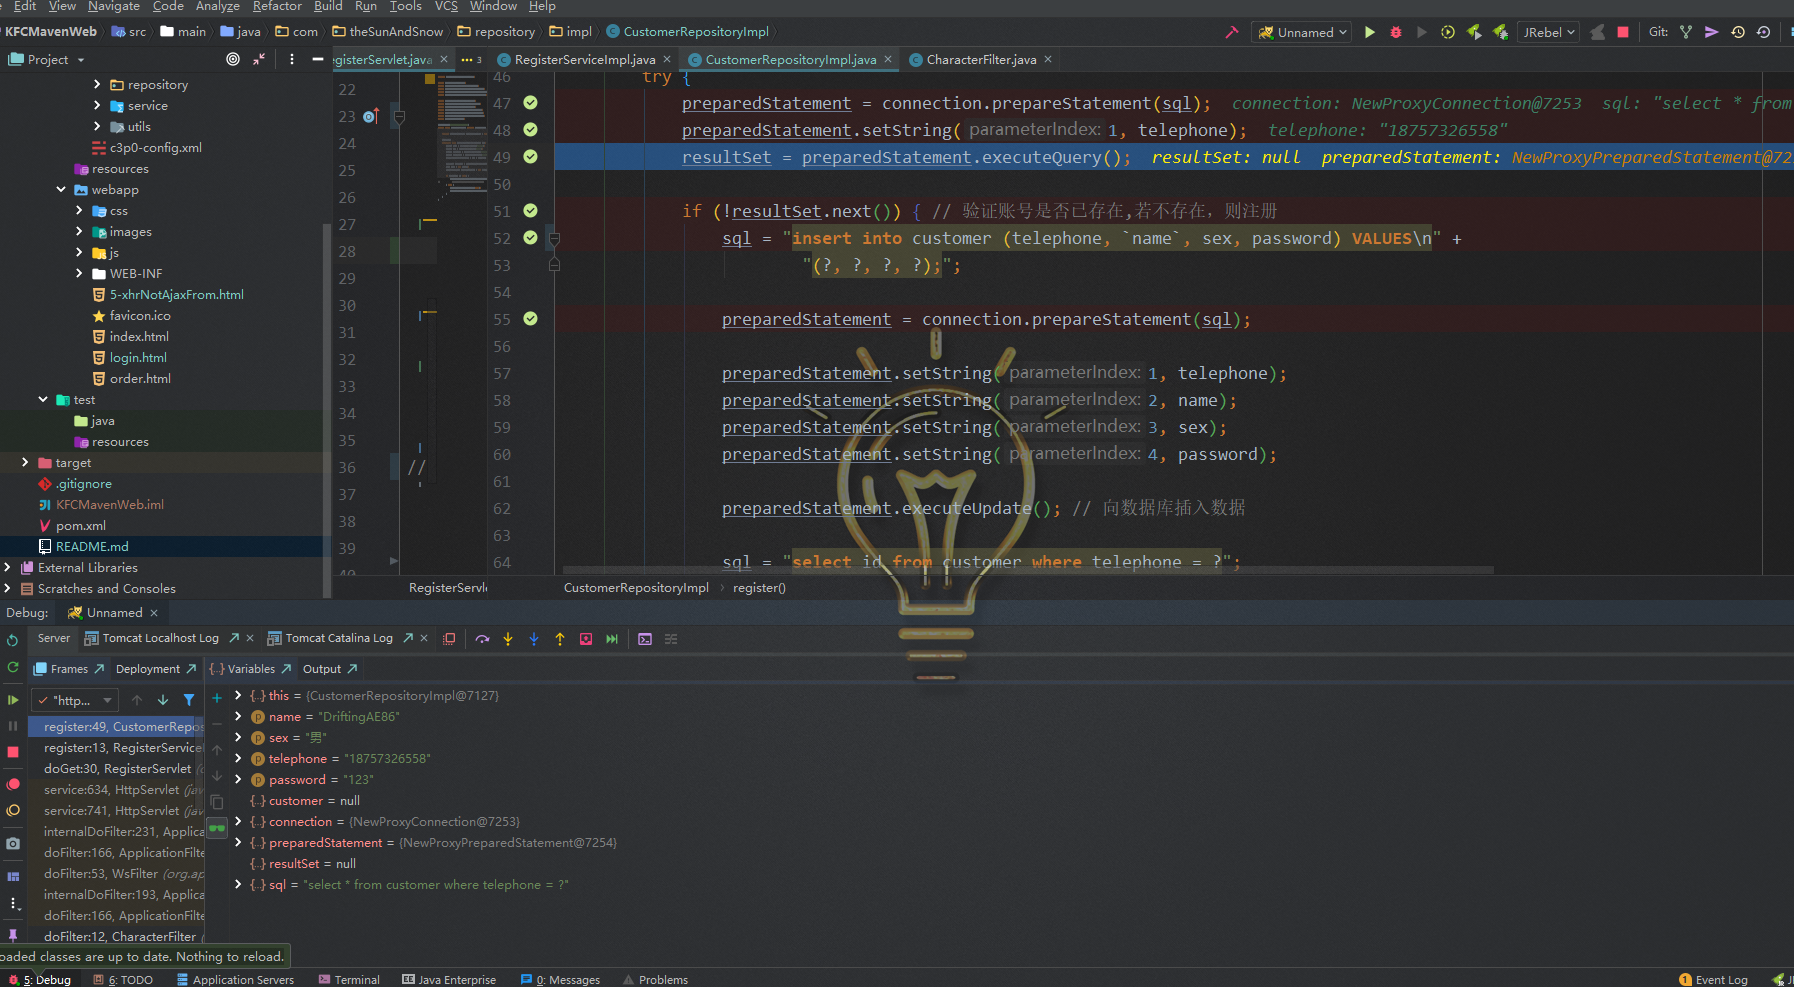 Edit View Navigate Code Analyze Refactor Build Run Tools VCS Window Help
KFCMavenWeb src main java com theSunAndSnow repository impl CustomerRepositoryImpl
Unnamed JRebel Git:
Project
egisterServlet.java 3 RegisterServiceImpl.java CustomerRepositoryImpl.java CharacterFilter.java
repository
service
utils
c3p0-config.xml
resources
webapp
css
images
js
WEB-INF
5-xhrNotAjaxFrom.html
favicon.ico
index.html
login.html
order.html
test
java
resources
target
.gitignore
KFCMavenWeb.iml
pom.xml
README.md
External Libraries
Scratches and Consoles
22
23
24
25
26
27
28
29
30
31
32
33
34
35
36 //
37
38
39
40
46 try {
47 preparedStatement = connection.prepareStatement(sql); connection: NewProxyConnection@7253 sql: "select * from
48 preparedStatement.setString( parameterIndex: 1, telephone); telephone: "18757326558"
49 resultSet = preparedStatement.executeQuery(); resultSet: null preparedStatement: NewProxyPreparedStatement@72
50
51 if (!resultSet.next()) { // 验证账号是否已存在,若不存在，则注册
52 sql = "insert into customer (telephone, `name`, sex, password) VALUES\n" +
53 "(?, ?, ?, ?);";
54
55 preparedStatement = connection.prepareStatement(sql);
56
57 preparedStatement.setString( parameterIndex: 1, telephone);
58 preparedStatement.setString( parameterIndex: 2, name);
59 preparedStatement.setString( parameterIndex: 3, sex);
60 preparedStatement.setString( parameterIndex: 4, password);
61
62 preparedStatement.executeUpdate(); // 向数据库插入数据
63
64 sql = "select id from customer where telephone = ?";
RegisterServle CustomerRepositoryImpl register()
Debug: Unnamed
Server Tomcat Localhost Log Tomcat Catalina Log
Frames Deployment Variables Output
"http...
register:49, CustomerRepos
register:13, RegisterService
doGet:30, RegisterServlet
service:634, HttpServlet (jav
service:741, HttpServlet (jav
internalDoFilter:231, Applica
doFilter:166, ApplicationFilte
doFilter:53, WsFilter (org.ap
internalDoFilter:193, Applica
doFilter:166, ApplicationFilte
doFilter:12, CharacterFilter
this = {CustomerRepositoryImpl@7127}
name = "DriftingAE86"
sex = "男"
telephone = "18757326558"
password = "123"
customer = null
connection = {NewProxyConnection@7253}
preparedStatement = {NewProxyPreparedStatement@7254}
resultSet = null
sql = "select * from customer where telephone = ?"
oaded classes are up to date. Nothing to reload.
5: Debug 6: TODO Application Servers Terminal Java Enterprise 0: Messages Problems 1 Event Log